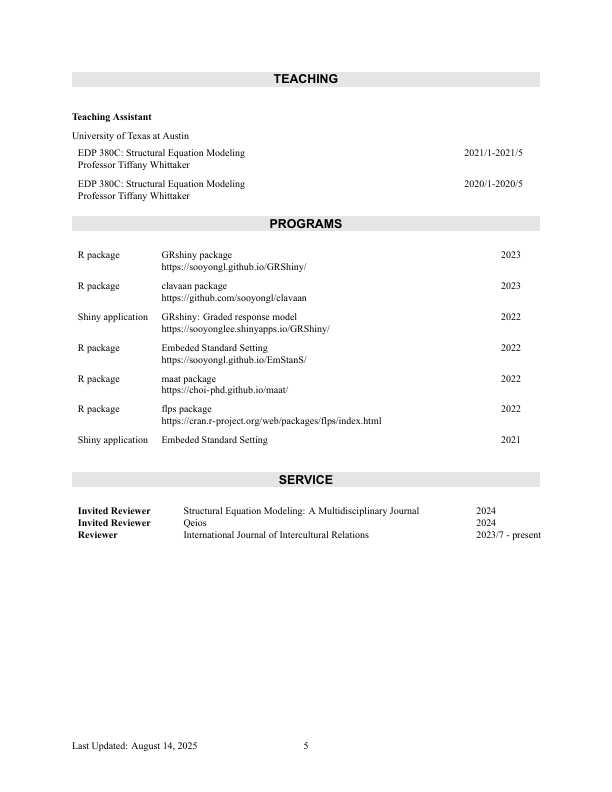 TEACHING
Teaching Assistant
University of Texas at Austin
EDP 380C: Structural Equation Modeling 2021/1-2021/5
Professor Tiffany Whittaker
EDP 380C: Structural Equation Modeling 2020/1-2020/5
Professor Tiffany Whittaker
PROGRAMS
R package GRshiny package 2023
https://sooyongl.github.io/GRShiny/
R package clavaan package 2023
https://github.com/sooyongl/clavaan
Shiny application GRshiny: Graded response model 2022
https://sooyonglee.shinyapps.io/GRShiny/
R package Embeded Standard Setting 2022
https://sooyongl.github.io/EmStanS/
R package maat package 2022
https://choi-phd.github.io/maat/
R package flps package 2022
https://cran.r-project.org/web/packages/flps/index.html
Shiny application Embeded Standard Setting 2021
SERVICE
Invited Reviewer Structural Equation Modeling: A Multidisciplinary Journal 2024
Invited Reviewer Qeios 2024
Reviewer International Journal of Intercultural Relations 2023/7 - present
Last Updated: August 14, 2025 5